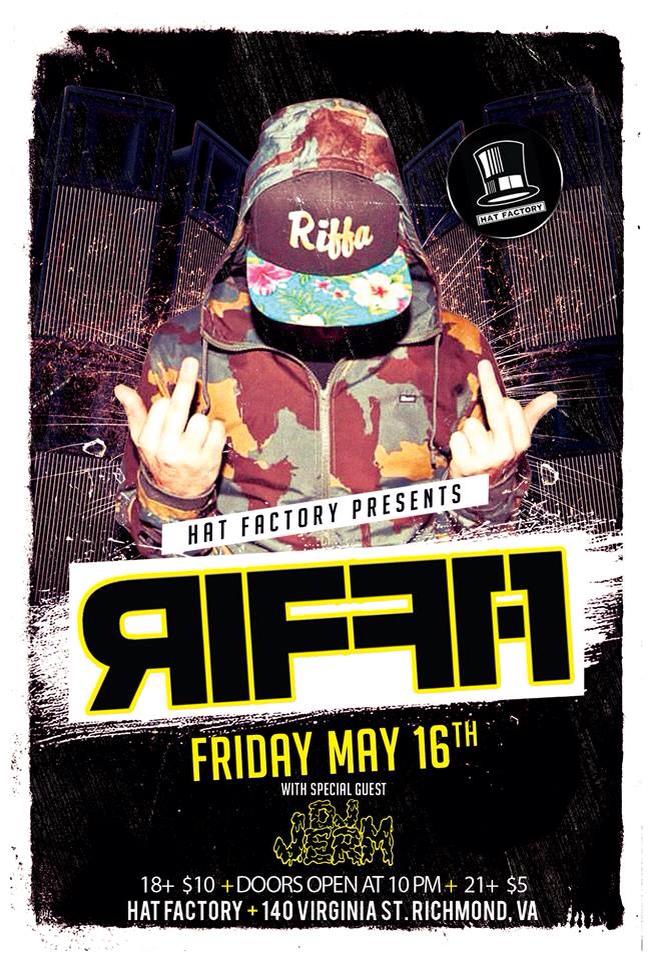 Riffa
HAT FACTORY
HAT FACTORY PRESENTS
RIFFA
FRIDAY MAY 16TH
WITH SPECIAL GUEST
DJ
JERM
18+ $10 + DOORS OPEN AT 10 PM + 21+ $5
HAT FACTORY + 140 VIRGINIA ST. RICHMOND, VA